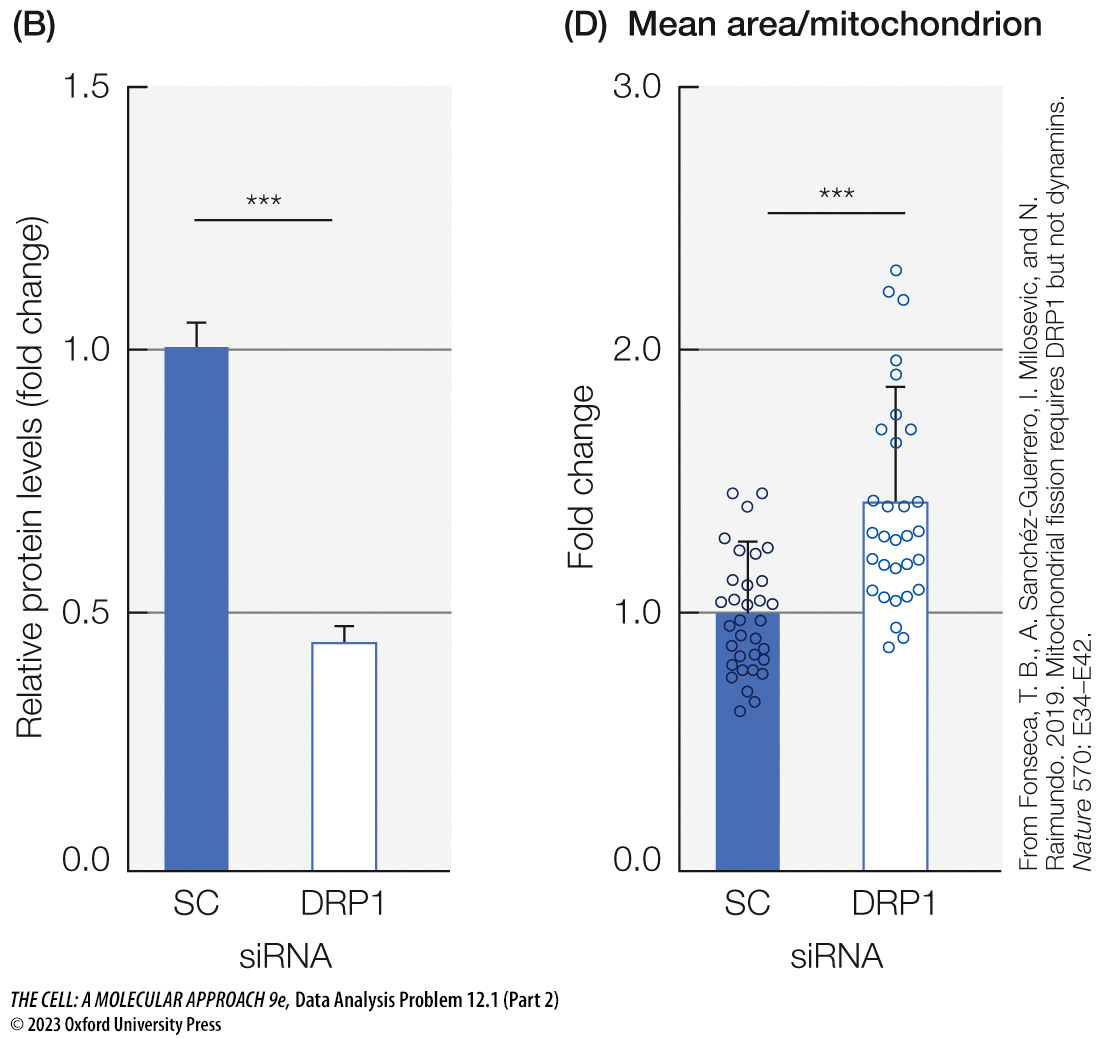 (B)
1.5
1.0
0.5
0.0
Relative protein levels (fold change)
***
SC
DRP1
siRNA
(D) Mean area/mitochondrion
3.0
2.0
1.0
0.0
Fold change
***
SC
DRP1
siRNA
From Fonseca, T. B., A. Sanchéz-Guerrero, I. Milosevic, and N.
Raimundo. 2019. Mitochondrial fission requires DRP1 but not dynamins.
Nature 570: E34–E42.
THE CELL: A MOLECULAR APPROACH 9e, Data Analysis Problem 12.1 (Part 2)
© 2023 Oxford University Press